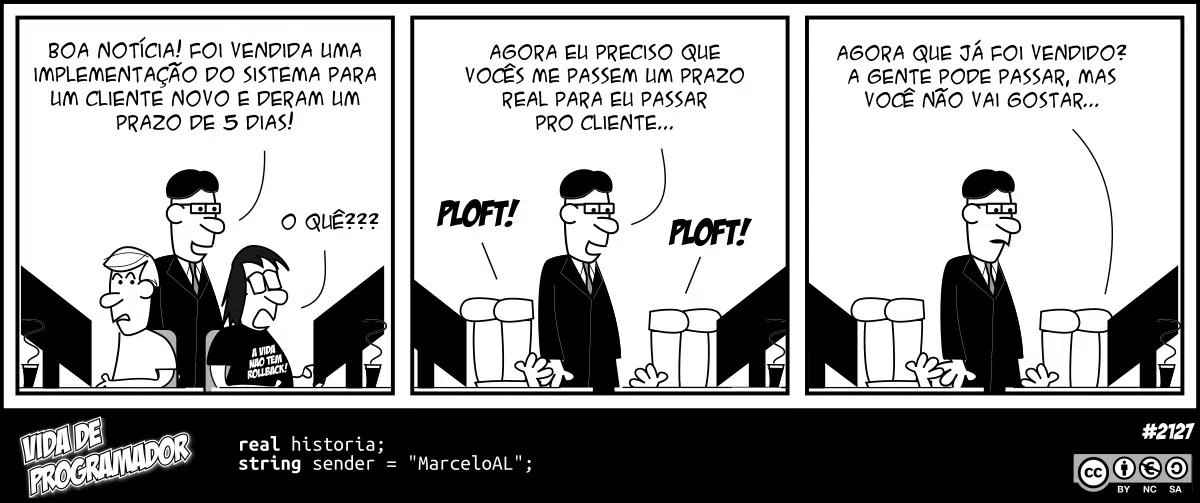 BOA NOTÍCIA! FOI VENDIDA UMA
IMPLEMENTAÇÃO DO SISTEMA PARA
UM CLIENTE NOVO E DERAM UM
PRAZO DE 5 DIAS!
O QUÊ???
A VIDA
NÃO TEM
ROLLBACK!
AGORA EU PRECISO QUE
VOCÊS ME PASSEM UM PRAZO
REAL PARA EU PASSAR
PRO CLIENTE...
PLOFT!
PLOFT!
AGORA QUE JÁ FOI VENDIDO?
A GENTE PODE PASSAR, MAS
VOCÊ NÃO VAI GOSTAR...
VIDA DE
PROGRAMADOR
real historia;
string sender = "MarceloAL";
#2127
cc
BY NC SA